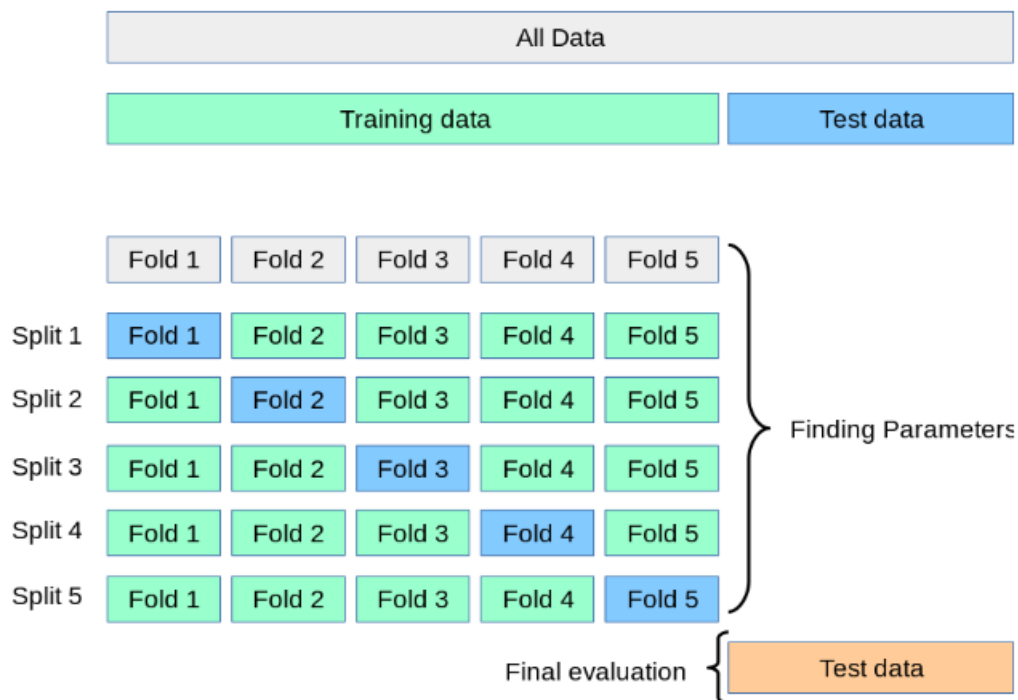 All Data
Training data Test data
Fold 1 Fold 2 Fold 3 Fold 4 Fold 5
Split 1 Fold 1 Fold 2 Fold 3 Fold 4 Fold 5
Split 2 Fold 1 Fold 2 Fold 3 Fold 4 Fold 5
Finding Parameters
Split 3 Fold 1 Fold 2 Fold 3 Fold 4 Fold 5
Split 4 Fold 1 Fold 2 Fold 3 Fold 4 Fold 5
Split 5 Fold 1 Fold 2 Fold 3 Fold 4 Fold 5
Final evaluation Test data